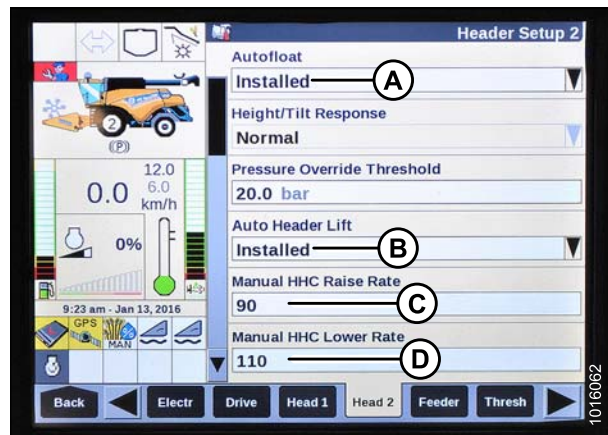 Header Setup 2
Autofloat
Installed
A
Height/Tilt Response
Normal
Pressure Override Threshold
20.0 bar
Auto Header Lift
Installed
B
Manual HHC Raise Rate
90
C
Manual HHC Lower Rate
110
D
2
(P)
12.0
0.0 6.0
km/h
0%
9:23 am - Jan 13, 2016
GPS
MAN
Back Electr Drive Head 1 Head 2 Feeder Thresh
1016062